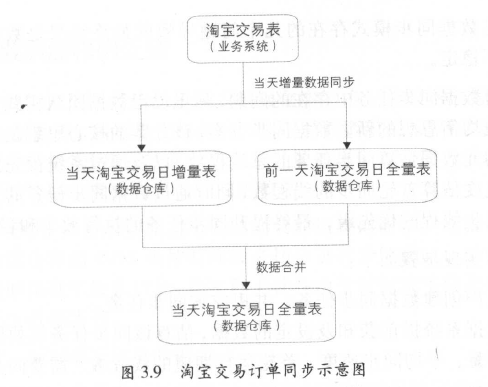 淘宝交易表
（业务系统）
当天增量数据同步
当天淘宝交易日增量表
（数据仓库）
前一天淘宝交易日全量表
（数据仓库）
数据合并
当天淘宝交易日全量表
（数据仓库）
图 3.9 淘宝交易订单同步示意图